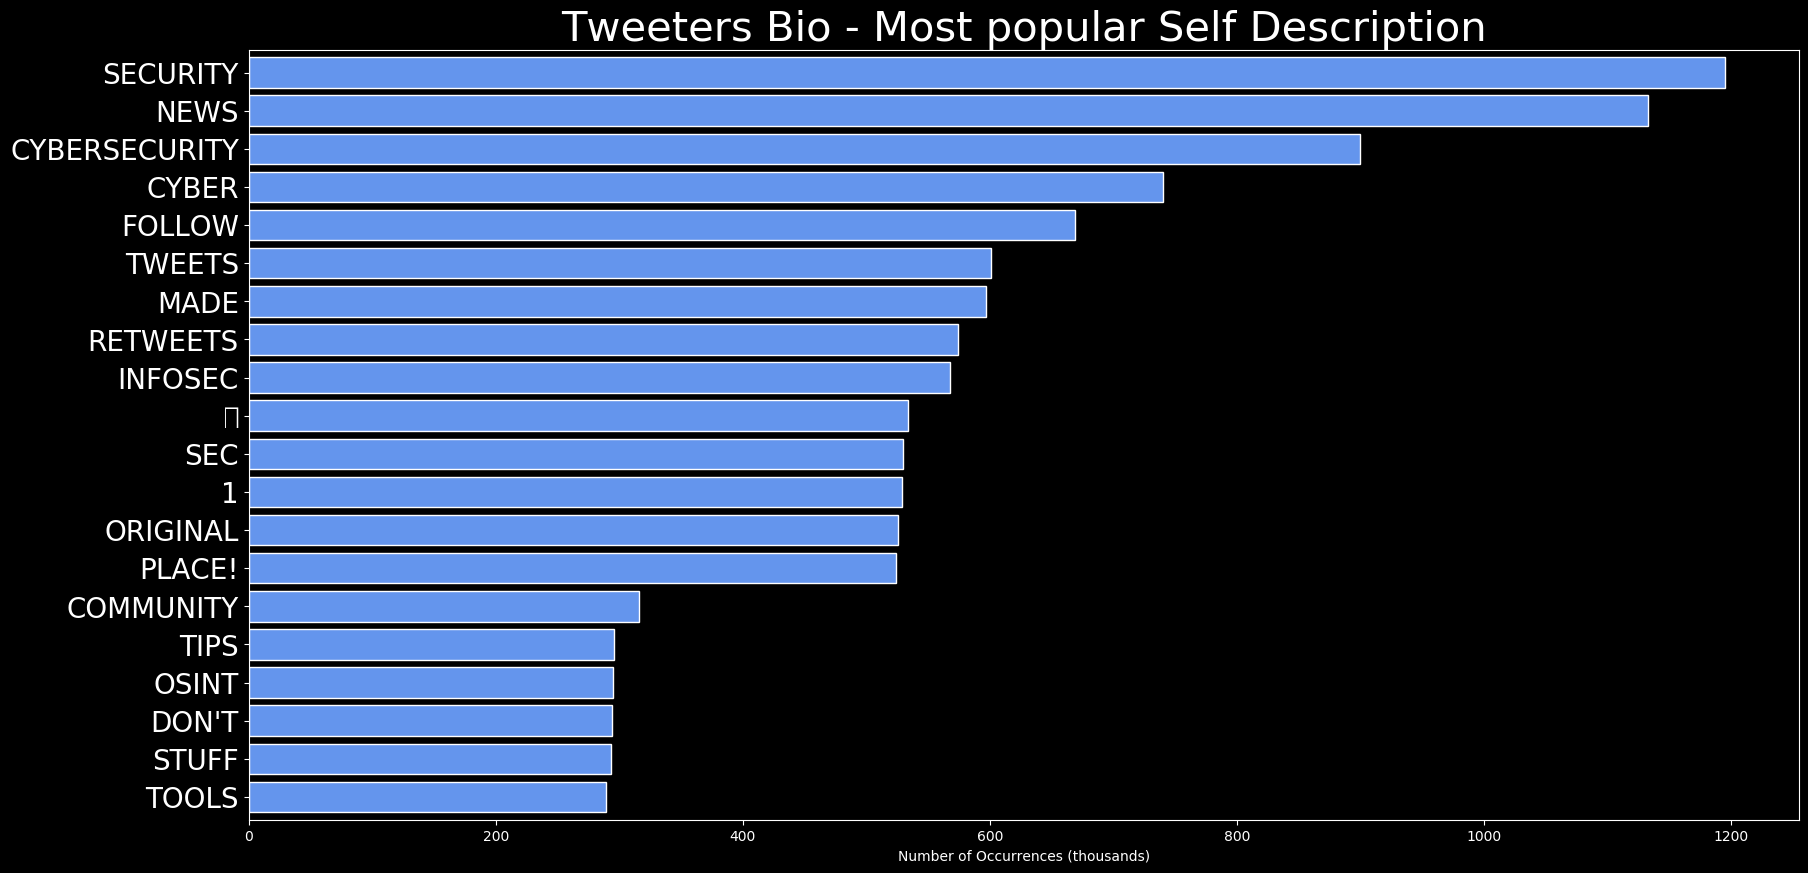 Tweeters Bio - Most popular Self Description
SECURITY
NEWS
CYBERSECURITY
CYBER
FOLLOW
TWEETS
MADE
RETWEETS
INFOSEC
SEC
1
ORIGINAL
PLACE!
COMMUNITY
TIPS
OSINT
DON'T
STUFF
TOOLS
0 200 400 600 800 1000 1200
Number of Occurrences (thousands)